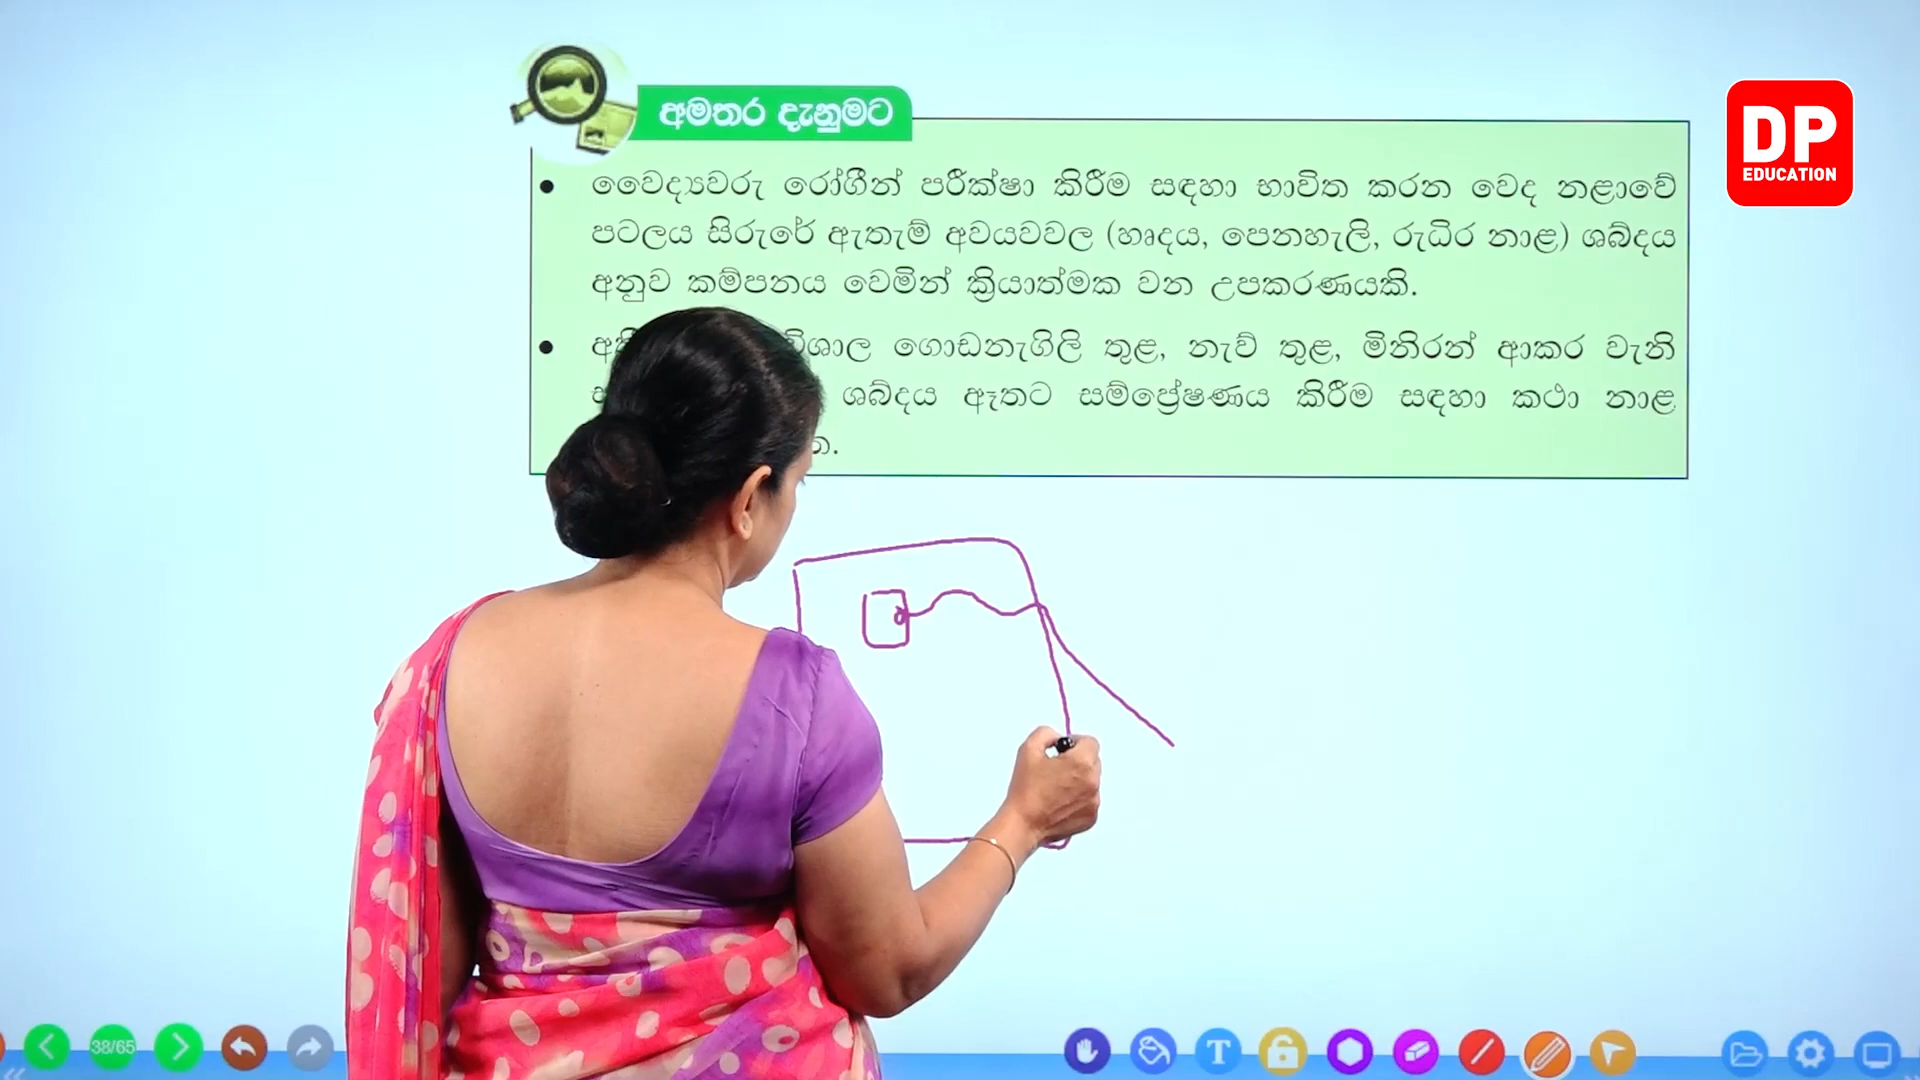 අමතර දැනුමට
DP
EDUCATION
● වෛද්‍යවරු රෝගීන් පරීක්ෂා කිරීම සඳහා භාවිත කරන වෙද නළාවේ
පටලය සිරුරේ ඇතැම් අවයවවල (හෘදය, පෙනහැලි, රුධිර නාළ) ශබ්දය
අනුව කම්පනය වෙමින් ක්‍රියාත්මක වන උපකරණයකි.
● විශාල ගොඩනැගිලි තුළ, නැව් තුළ, මිනිරන් ආකර වැනි
ශබ්දය ඈතට සම්ප්‍රේෂණය කිරීම සඳහා කථා නාළ
38/65
T